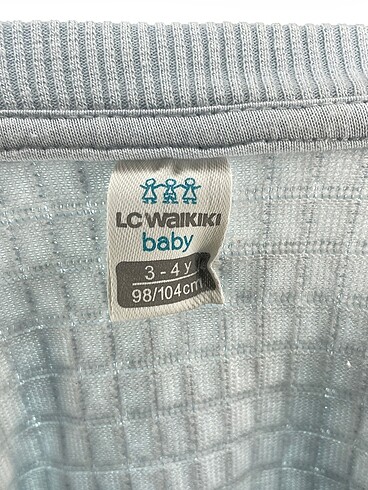 LC WAIKIKI
baby
3 - 4 y
98/104cm